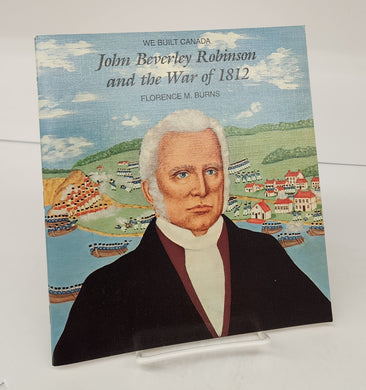 WE BUILT CANADA
John Beverley Robinson
and the War of 1812
FLORENCE M. BURNS